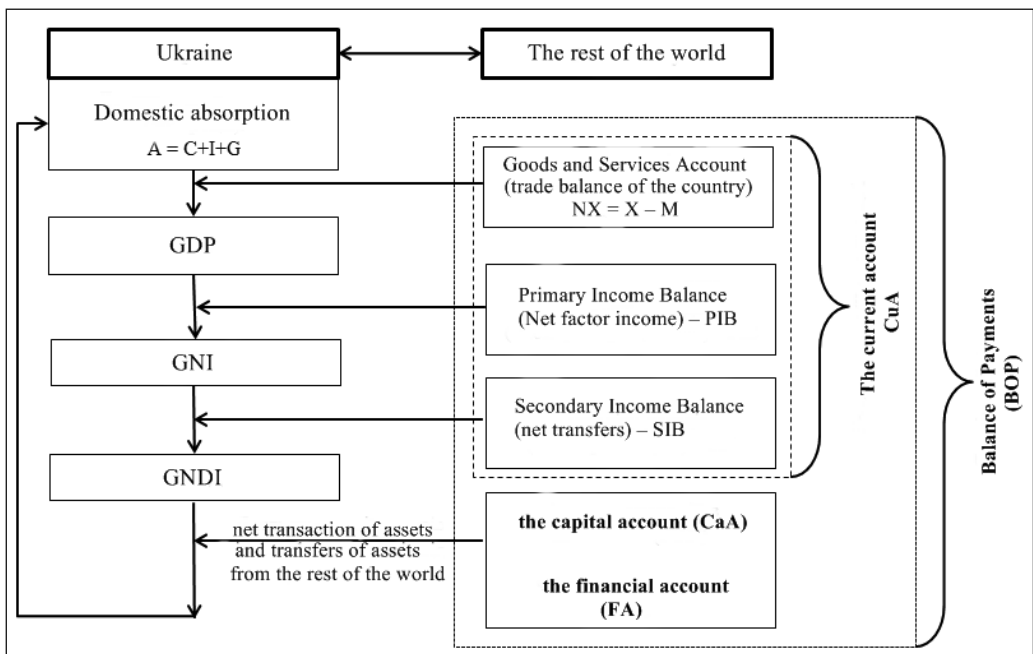 Ukraine
The rest of the world
Domestic absorption
A = C+I+G
Goods and Services Account
(trade balance of the country)
NX = X – M
GDP
Primary Income Balance
(Net factor income) – PIB
GNI
Secondary Income Balance
(net transfers) – SIB
GNDI
net transaction of assets
and transfers of assets
from the rest of the world
the capital account (CaA)
the financial account
(FA)
The current account
CuA
Balance of Payments
(BOP)